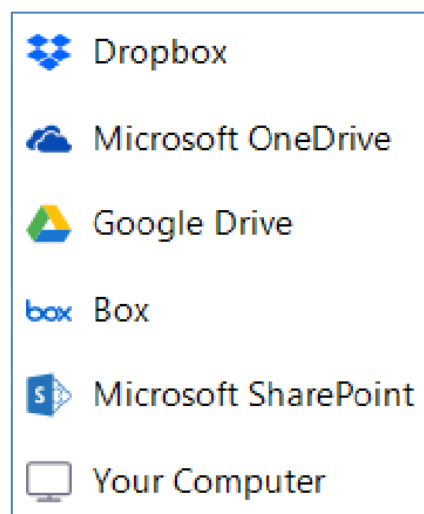 Dropbox
Microsoft OneDrive
Google Drive
box Box
S Microsoft SharePoint
Your Computer